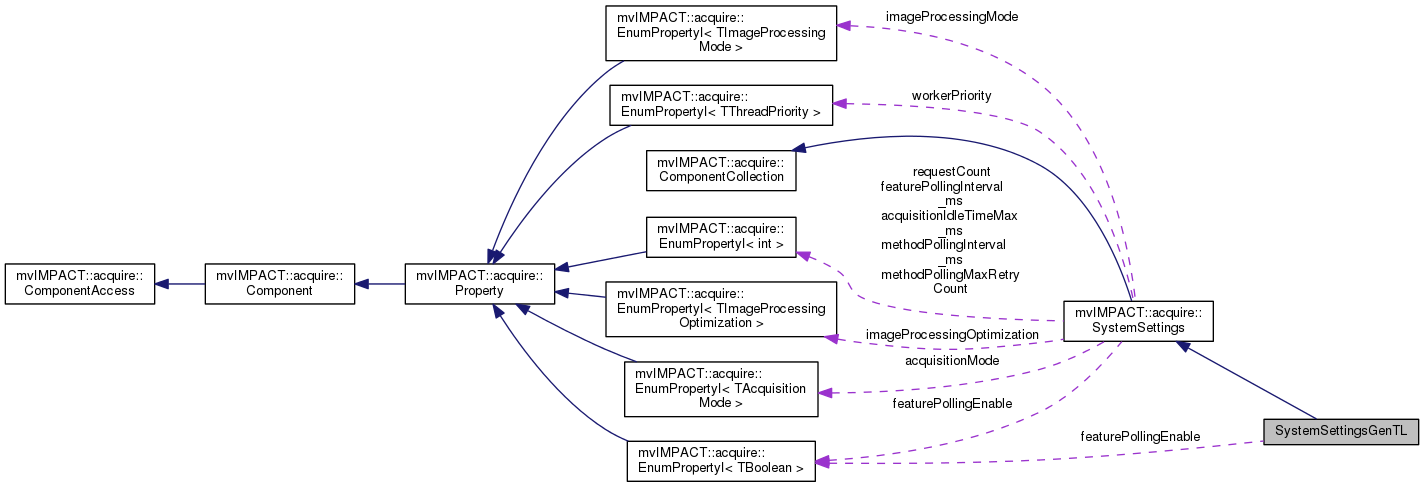 mvIMPACT::acquire::
EnumPropertyI< TImageProcessing
Mode >
imageProcessingMode
mvIMPACT::acquire::
EnumPropertyI< TThreadPriority >
workerPriority
mvIMPACT::acquire::
ComponentCollection
requestCount
featurePollingInterval
_ms
acquisitionIdleTimeMax
_ms
methodPollingInterval
_ms
methodPollingMaxRetry
Count
mvIMPACT::acquire::
EnumPropertyI< int >
mvIMPACT::acquire::
ComponentAccess
mvIMPACT::acquire::
Component
mvIMPACT::acquire::
Property
mvIMPACT::acquire::
EnumPropertyI< TImageProcessing
Optimization >
imageProcessingOptimization
mvIMPACT::acquire::
SystemSettings
mvIMPACT::acquire::
EnumPropertyI< TAcquisition
Mode >
acquisitionMode
featurePollingEnable
mvIMPACT::acquire::
EnumPropertyI< TBoolean >
featurePollingEnable
SystemSettingsGenTL